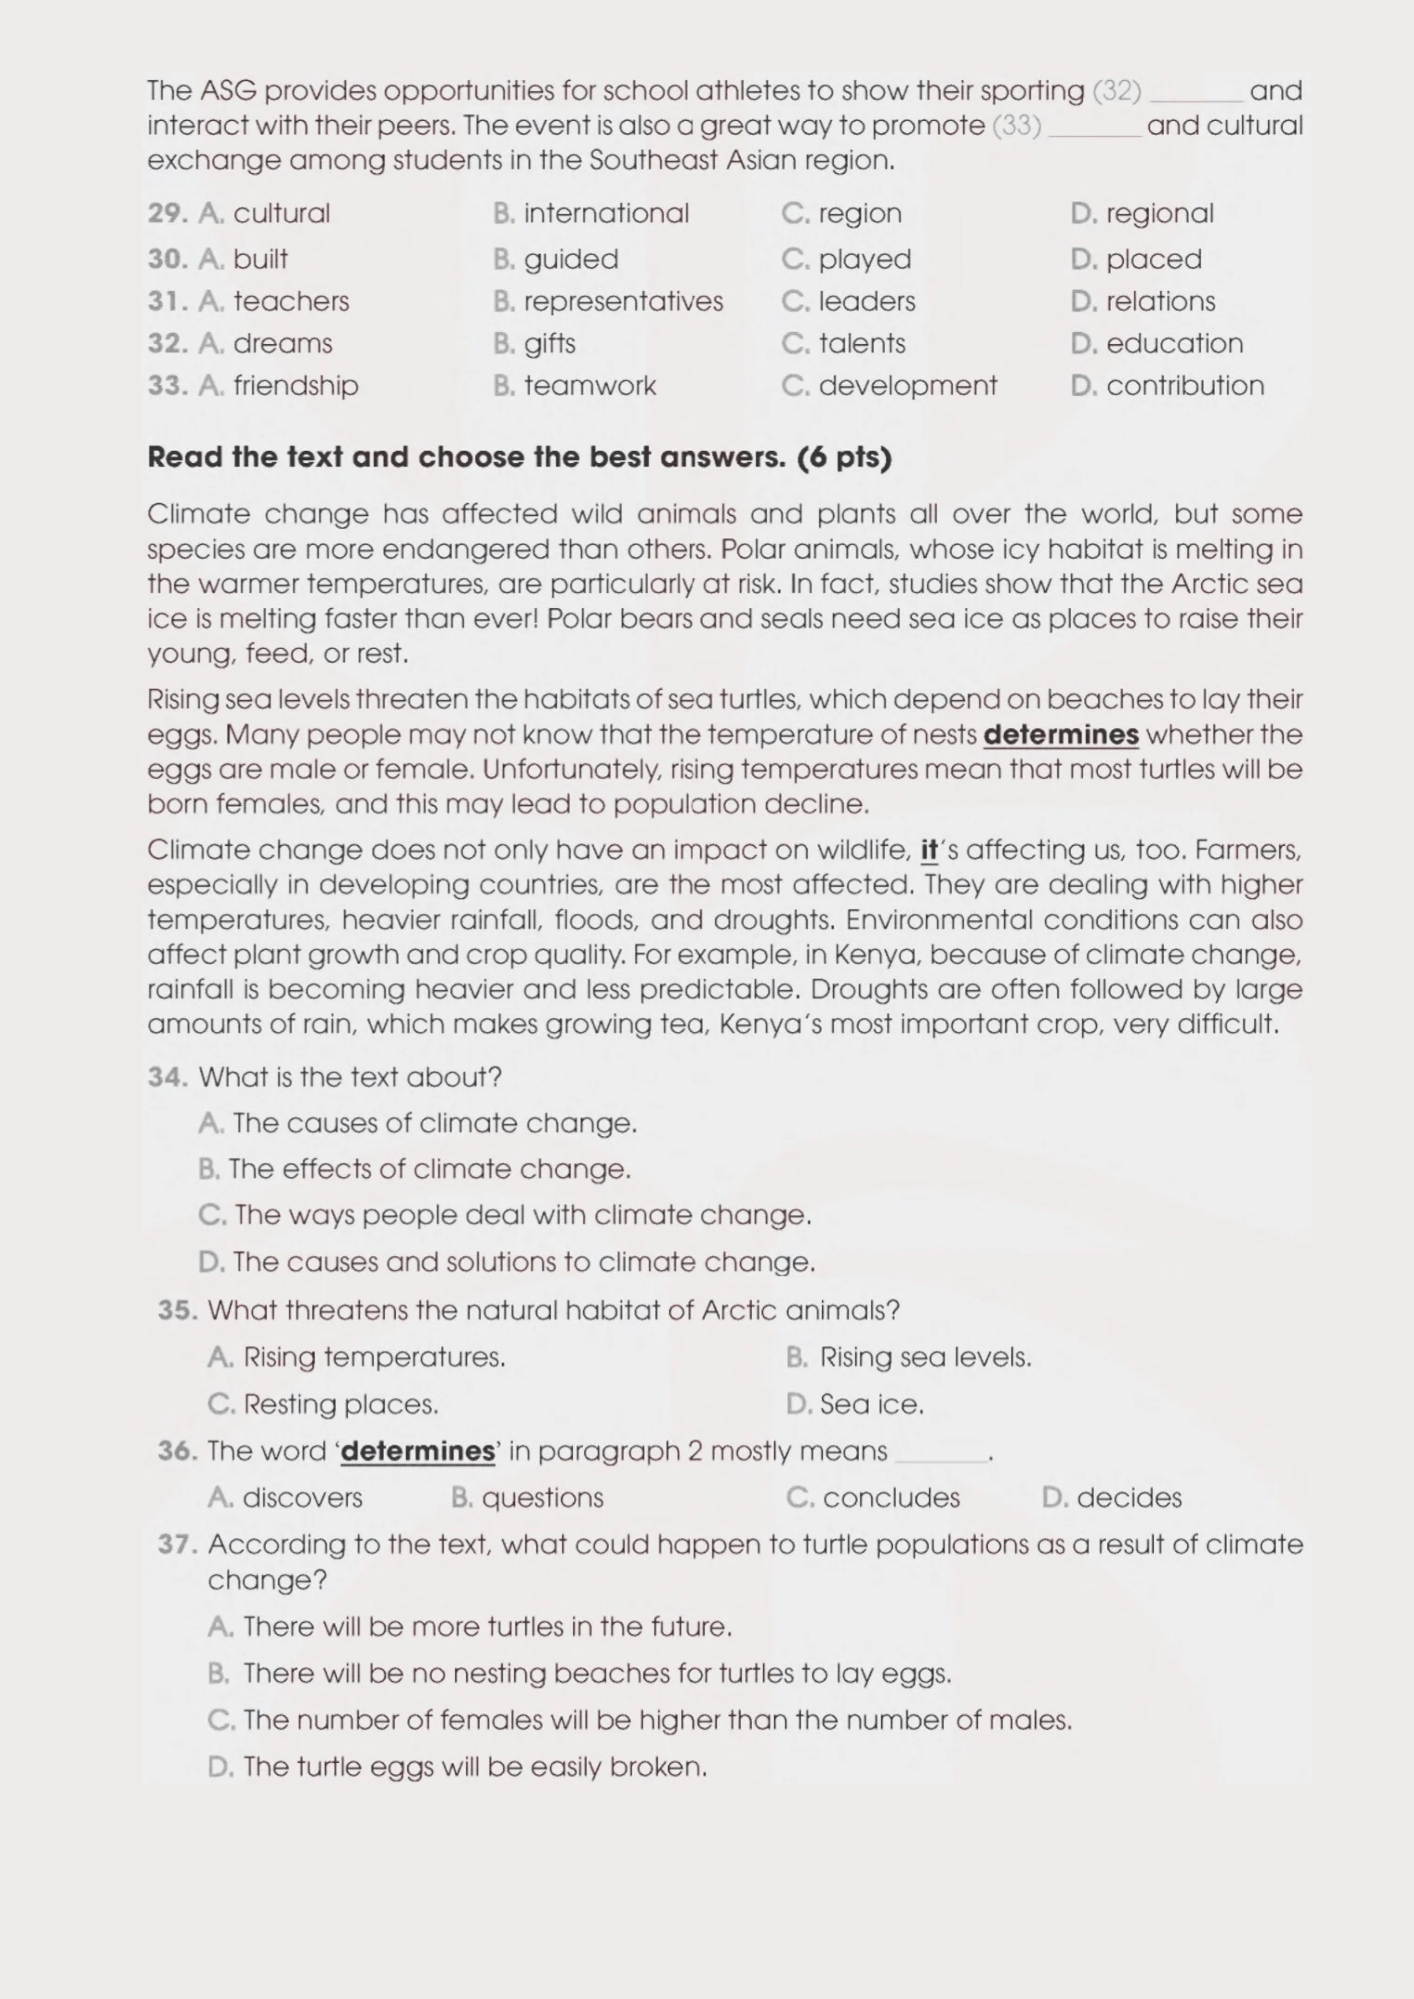 The ASG provides opportunities for school athletes to show their sporting (32) ______ and
interact with their peers. The event is also a great way to promote (33) ______ and cultural
exchange among students in the Southeast Asian region.
29. A. cultural B. international C. region D. regional
30. A. built B. guided C. played D. placed
31. A. teachers B. representatives C. leaders D. relations
32. A. dreams B. gifts C. talents D. education
33. A. friendship B. teamwork C. development D. contribution
Read the text and choose the best answers. (6 pts)
Climate change has affected wild animals and plants all over the world, but some
species are more endangered than others. Polar animals, whose icy habitat is melting in
the warmer temperatures, are particularly at risk. In fact, studies show that the Arctic sea
ice is melting faster than ever! Polar bears and seals need sea ice as places to raise their
young, feed, or rest.
Rising sea levels threaten the habitats of sea turtles, which depend on beaches to lay their
eggs. Many people may not know that the temperature of nests determines whether the
eggs are male or female. Unfortunately, rising temperatures mean that most turtles will be
born females, and this may lead to population decline.
Climate change does not only have an impact on wildlife, it's affecting us, too. Farmers,
especially in developing countries, are the most affected. They are dealing with higher
temperatures, heavier rainfall, floods, and droughts. Environmental conditions can also
affect plant growth and crop quality. For example, in Kenya, because of climate change,
rainfall is becoming heavier and less predictable. Droughts are often followed by large
amounts of rain, which makes growing tea, Kenya's most important crop, very difficult.
34. What is the text about?
A. The causes of climate change.
B. The effects of climate change.
C. The ways people deal with climate change.
D. The causes and solutions to climate change.
35. What threatens the natural habitat of Arctic animals?
A. Rising temperatures. B. Rising sea levels.
C. Resting places. D. Sea ice.
36. The word 'determines' in paragraph 2 mostly means ______.
A. discovers B. questions C. concludes D. decides
37. According to the text, what could happen to turtle populations as a result of climate
change?
A. There will be more turtles in the future.
B. There will be no nesting beaches for turtles to lay eggs.
C. The number of females will be higher than the number of males.
D. The turtle eggs will be easily broken.